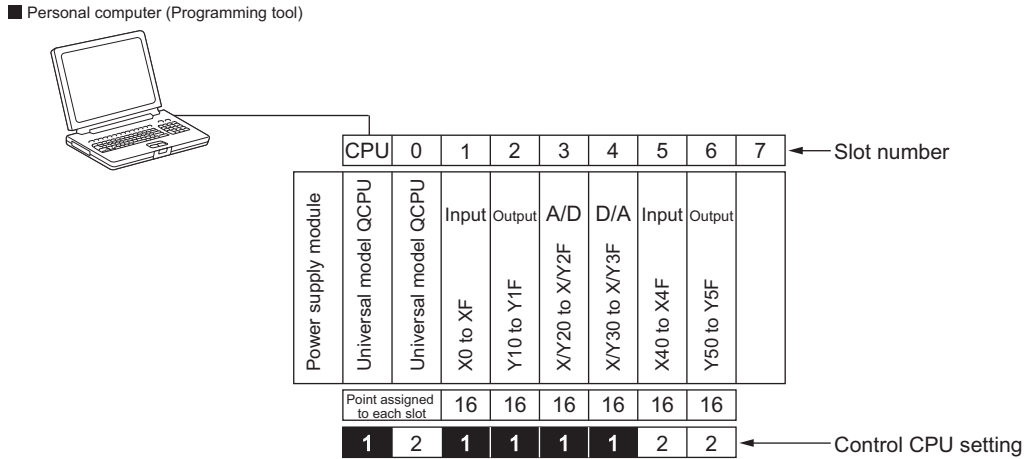 ■ Personal computer (Programming tool)
CPU 0 1 2 3 4 5 6 7
Slot number
Power supply module
Universal model QCPU
Universal model QCPU
Input
X0 to XF
Output
Y10 to Y1F
A/D
X/Y20 to X/Y2F
D/A
X/Y30 to X/Y3F
Input
X40 to X4F
Output
Y50 to Y5F
Point assigned
to each slot
16 16 16 16 16 16
1 2 1 1 1 1 2 2
Control CPU setting